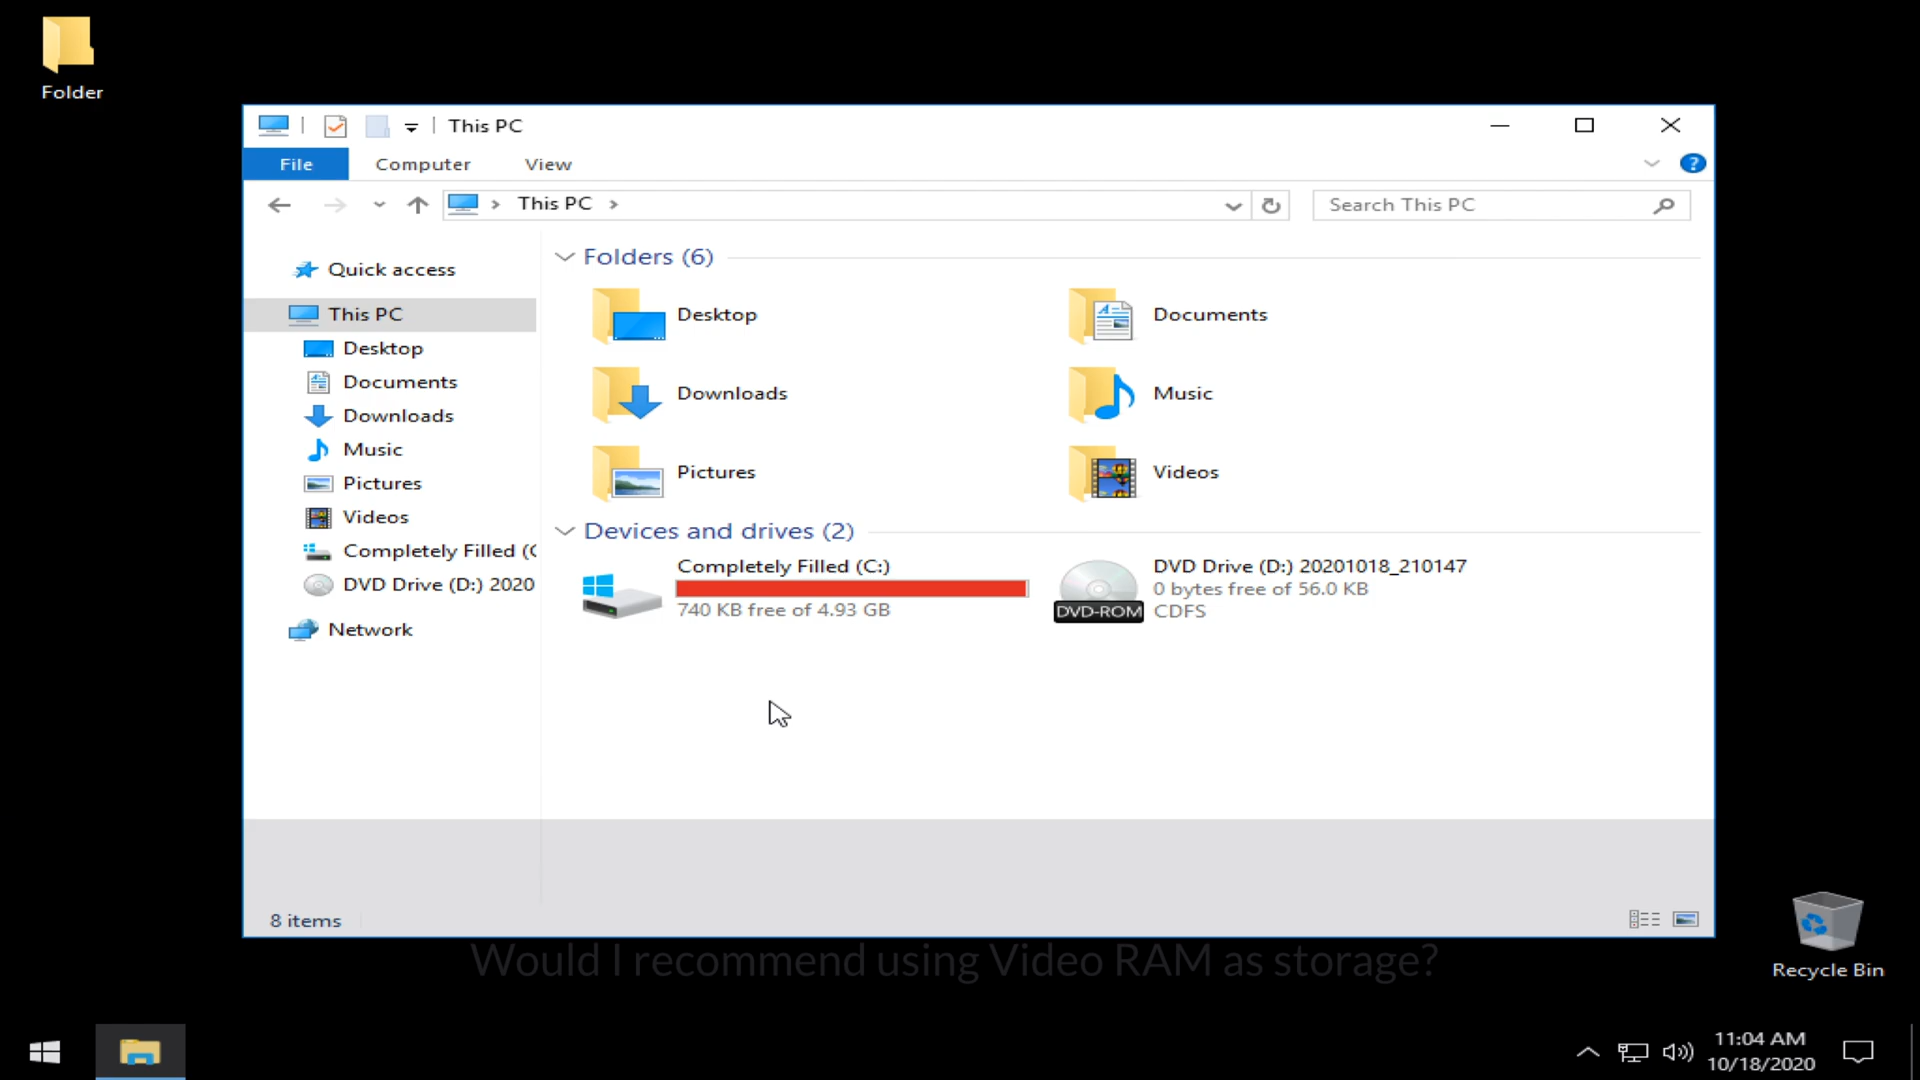 Folder
This PC
File Computer View
This PC
Search This PC
Quick access
This PC
Desktop
Documents
Downloads
Music
Pictures
Videos
Completely Filled (C
DVD Drive (D:) 2020
Network
Folders (6)
Desktop
Documents
Downloads
Music
Pictures
Videos
Devices and drives (2)
Completely Filled (C:)
740 KB free of 4.93 GB
DVD-ROM
DVD Drive (D:) 20201018_210147
0 bytes free of 56.0 KB
CDFS
8 items
Would I recommend using Video RAM as storage?
Recycle Bin
11:04 AM
10/18/2020